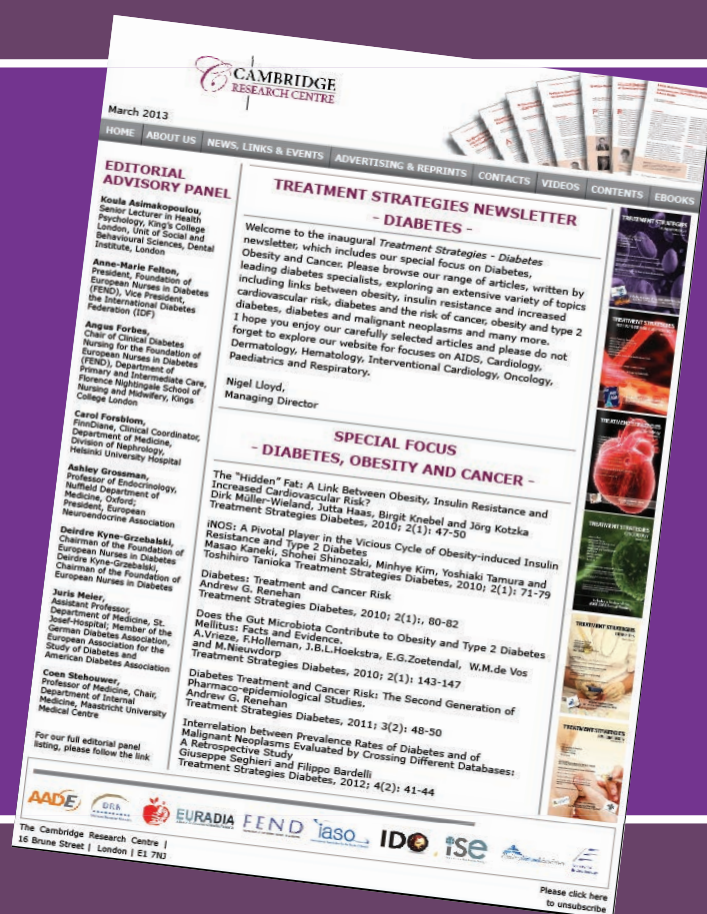 CAMBRIDGE
RESEARCH CENTRE
March 2013
HOME
ABOUT US
NEWS, LINKS & EVENTS
ADVERTISING & REPRINTS
CONTACTS
VIDEOS
CONTENTS
EBOOKS
EDITORIAL
ADVISORY PANEL
Koula Asimakopoulou,
Senior Lecturer in Health
Psychology, King's College
London, Unit of Social and
Behavioural Sciences, Dental
Institute, London
Anne-Marie Felton,
President, Foundation of
European Nurses in Diabetes
(FEND), Vice President,
the International Diabetes
Federation (IDF)
Angus Forbes,
Chair of Clinical Diabetes
Nursing for the Foundation of
European Nurses in Diabetes
(FEND), Department of
Primary and Intermediate Care,
Florence Nightingale School of
Nursing and Midwifery, Kings
College London
Carol Forsblom,
FinnDiane, Clinical Coordinator,
Department of Medicine,
Division of Nephrology,
Helsinki University Hospital
Ashley Grossman,
Professor of Endocrinology,
Nuffield Department of
Medicine, Oxford;
President, European
Neuroendocrine Association
Deirdre Kyne-Grzebalski,
Chairman of the Foundation of
European Nurses in Diabetes
Deirdre Kyne-Grzebalski,
Chairman of the Foundation of
European Nurses in Diabetes
Juris Meier,
Assistant Professor,
Department of Medicine, St.
Josef-Hospital; Member of the
German Diabetes Association,
European Association for the
Study of Diabetes and
American Diabetes Association
Coen Stehouwer,
Professor of Medicine, Chair,
Department of Internal
Medicine, Maastricht University
Medical Centre
For our full editorial panel
listing, please follow the link
TREATMENT STRATEGIES NEWSLETTER
- DIABETES -
Welcome to the inaugural Treatment Strategies - Diabetes
newsletter, which includes our special focus on Diabetes,
Obesity and Cancer. Please browse our range of articles, written by
leading diabetes specialists, exploring an extensive variety of topics
including links between obesity, insulin resistance and increased
cardiovascular risk, diabetes and the risk of cancer, obesity and type 2
diabetes, diabetes and malignant neoplasms and many more.
I hope you enjoy our carefully selected articles and please do not
forget to explore our website for focuses on AIDS, Cardiology,
Dermatology, Hematology, Interventional Cardiology, Oncology,
Paediatrics and Respiratory.
Nigel Lloyd,
Managing Director
SPECIAL FOCUS
- DIABETES, OBESITY AND CANCER -
The "Hidden" Fat: A Link Between Obesity, Insulin Resistance and
Increased Cardiovascular Risk?
Dirk Müller-Wieland, Jutta Haas, Birgit Knebel and Jörg Kotzka
Treatment Strategies Diabetes, 2010; 2(1): 47-50
iNOS: A Pivotal Player in the Vicious Cycle of Obesity-induced Insulin
Resistance and Type 2 Diabetes
Masao Kaneki, Shohei Shinozaki, Minhye Kim, Yoshiaki Tamura and
Toshihiro Tanioka Treatment Strategies Diabetes, 2010; 2(1): 71-79
Diabetes: Treatment and Cancer Risk
Andrew G. Renehan
Treatment Strategies Diabetes, 2010; 2(1);, 80-82
Does the Gut Microbiota Contribute to Obesity and Type 2 Diabetes
Mellitus: Facts and Evidence.
A.Vrieze, F.Holleman, J.B.L.Hoekstra, E.G.Zoetendal, W.M.de Vos
and M.Nieuwdorp
Treatment Strategies Diabetes, 2010; 2(1): 143-147
Diabetes Treatment and Cancer Risk: The Second Generation of
Pharmaco-epidemiological Studies.
Andrew G. Renehan
Treatment Strategies Diabetes, 2011; 3(2): 48-50
Interrelation between Prevalence Rates of Diabetes and of
Malignant Neoplasms Evaluated by Crossing Different Databases:
A Retrospective Study
Giuseppe Seghieri and Filippo Bardelli
Treatment Strategies Diabetes, 2012; 4(2): 41-44
TREATMENT STRATEGIES
TREATMENT STRATEGIES
TREATMENT STRATEGIES
TREATMENT STRATEGIES
TREATMENT STRATEGIES
TREATMENT STRATEGIES
AADE
EURADIA
FEND
iaso
IDO
ise
The Cambridge Research Centre |
16 Brune Street | London | E1 7NJ
Please click here
to unsubscribe